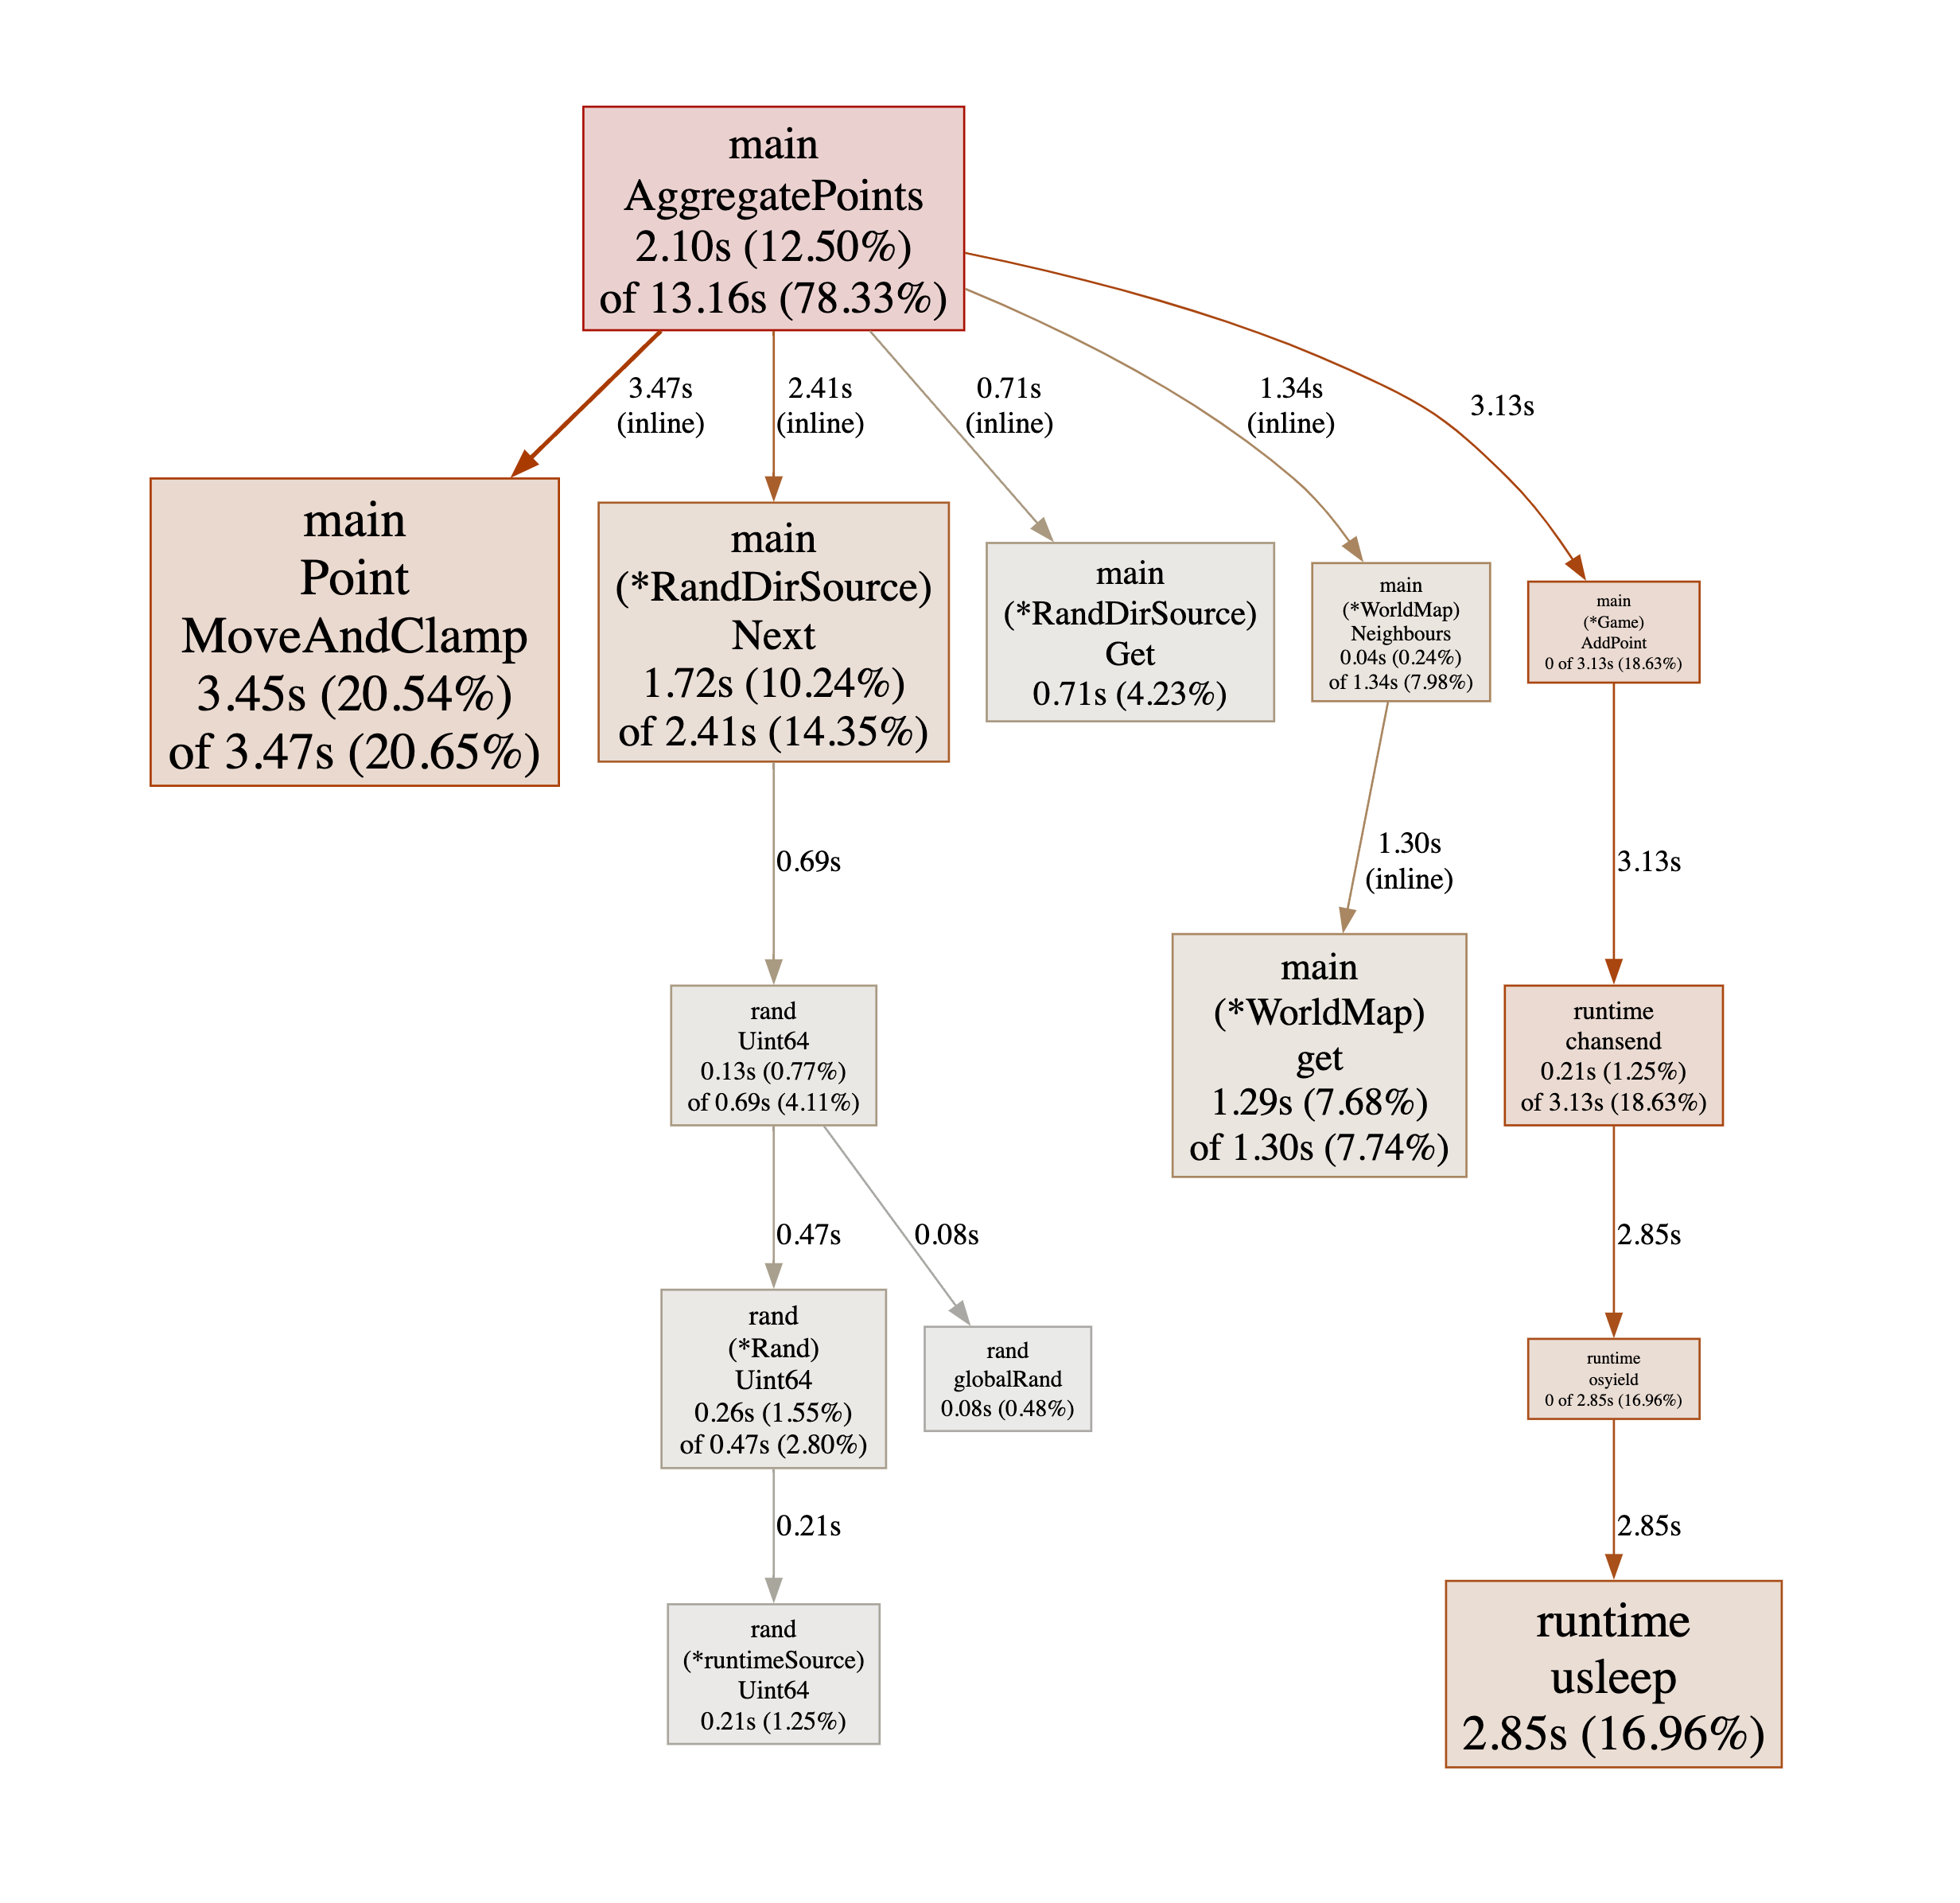 main
AggregatePoints
2.10s (12.50%)
of 13.16s (78.33%)
3.47s
(inline)
2.41s
(inline)
0.71s
(inline)
1.34s
(inline)
3.13s
main
Point
MoveAndClamp
3.45s (20.54%)
of 3.47s (20.65%)
main
(*RandDirSource)
Next
1.72s (10.24%)
of 2.41s (14.35%)
main
(*RandDirSource)
Get
0.71s (4.23%)
main
(*WorldMap)
Neighbours
0.04s (0.24%)
of 1.34s (7.98%)
main
(*Game)
AddPoint
0 of 3.13s (18.63%)
0.69s
1.30s
(inline)
3.13s
rand
Uint64
0.13s (0.77%)
of 0.69s (4.11%)
main
(*WorldMap)
get
1.29s (7.68%)
of 1.30s (7.74%)
runtime
chansend
0.21s (1.25%)
of 3.13s (18.63%)
0.47s
0.08s
2.85s
rand
(*Rand)
Uint64
0.26s (1.55%)
of 0.47s (2.80%)
rand
globalRand
0.08s (0.48%)
runtime
osyield
0 of 2.85s (16.96%)
0.21s
2.85s
rand
(*runtimeSource)
Uint64
0.21s (1.25%)
runtime
usleep
2.85s (16.96%)